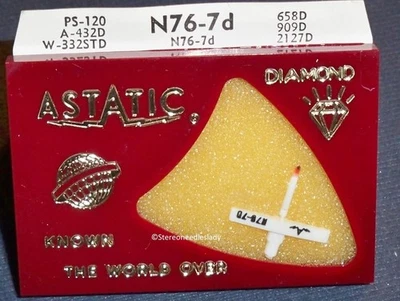 PS-120
A-432D
W-332STD
N76-7d
N76-7d
658D
909D
2127D
ASTATIC®
DIAMOND
N76-7D
©Stereoneedlelady
KNOWN
THE WORLD OVER